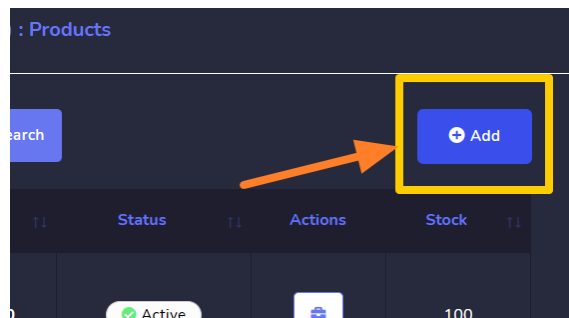 : Products
earch
Add
Status
Actions
Stock
Active
100